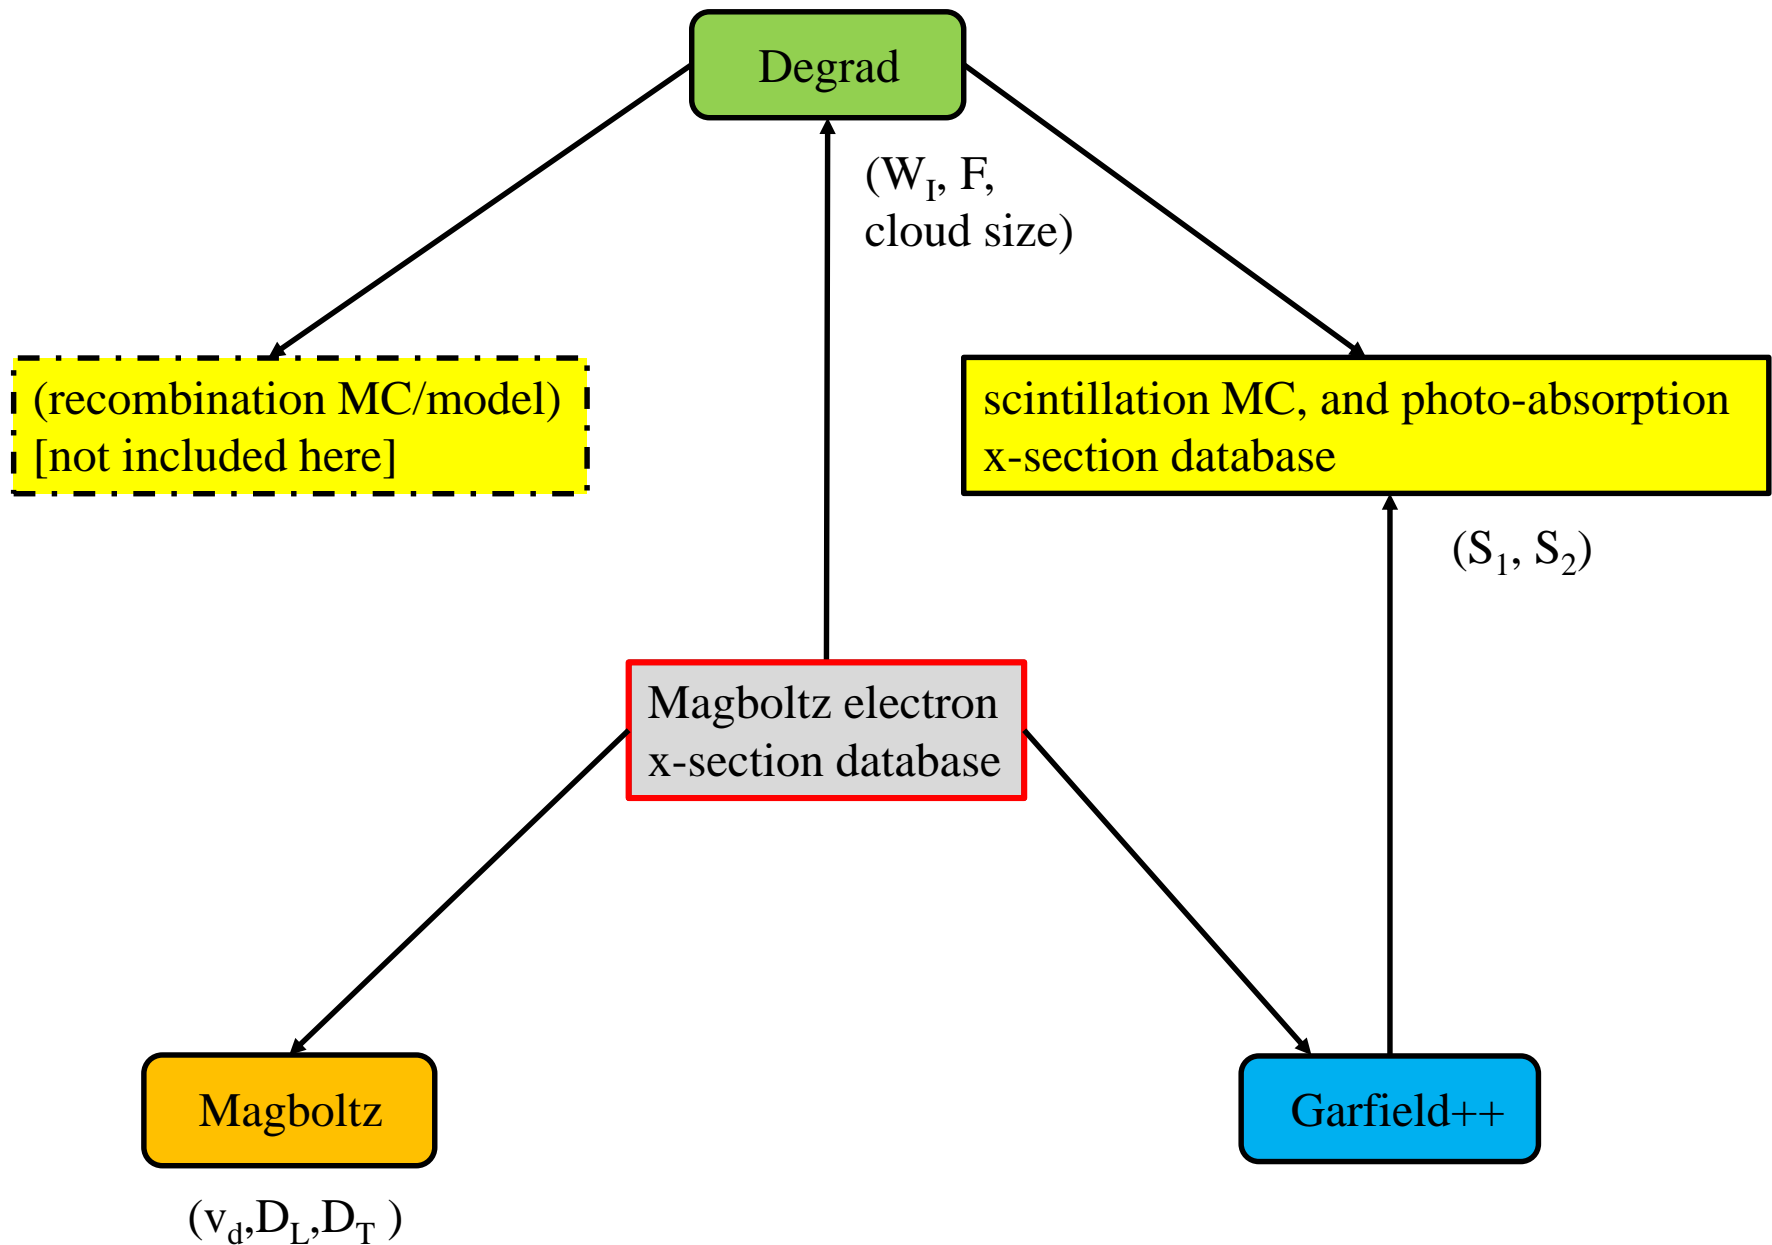 Degrad
(W_I, F,
cloud size)
(recombination MC/model)
[not included here]
scintillation MC, and photo-absorption
x-section database
(S_1, S_2)
Magboltz electron
x-section database
Magboltz
Garfield++
(v_d,D_L,D_T )